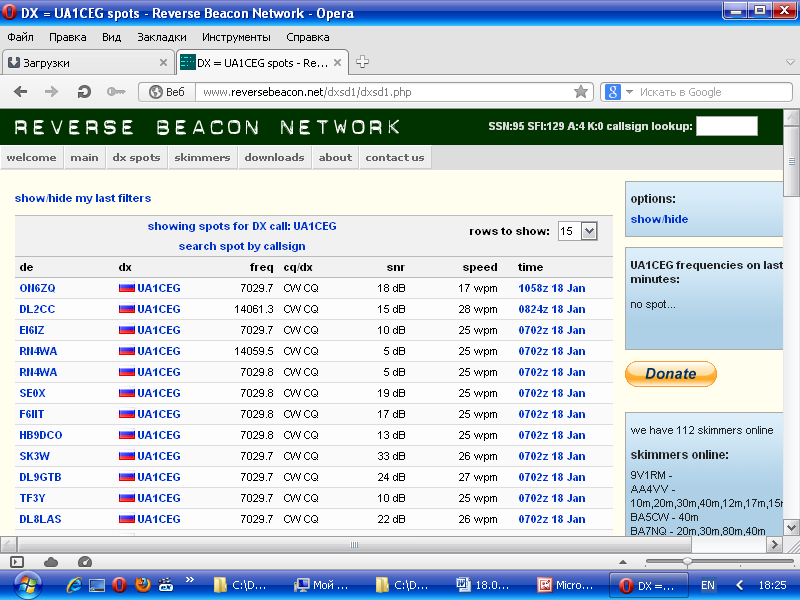 DX = UA1CEG spots - Reverse Beacon Network - Opera
Файл Правка Вид Закладки Инструменты Справка
Загрузки DX = UA1CEG spots - Re...
Веб www.reversebeacon.net/dxsd1/dxsd1.php Искать в Google
REVERSE BEACON NETWORK SSN:95 SFI:129 A:4 K:0 callsign lookup:
welcome main dx spots skimmers downloads about contact us
show/hide my last filters
showing spots for DX call: UA1CEG
search spot by callsign
rows to show: 15
de dx freq cq/dx snr speed time
ON6ZQ UA1CEG 7029.7 CW CQ 18 dB 17 wpm 1058z 18 Jan
DL2CC UA1CEG 14061.3 CW CQ 15 dB 28 wpm 0824z 18 Jan
EI6IZ UA1CEG 7029.7 CW CQ 10 dB 25 wpm 0702z 18 Jan
RN4WA UA1CEG 14059.5 CW CQ 5 dB 25 wpm 0702z 18 Jan
RN4WA UA1CEG 7029.8 CW CQ 5 dB 25 wpm 0702z 18 Jan
SE0X UA1CEG 7029.8 CW CQ 19 dB 25 wpm 0702z 18 Jan
F6IIT UA1CEG 7029.8 CW CQ 17 dB 25 wpm 0702z 18 Jan
HB9DCO UA1CEG 7029.8 CW CQ 13 dB 25 wpm 0702z 18 Jan
SK3W UA1CEG 7029.7 CW CQ 33 dB 26 wpm 0702z 18 Jan
DL9GTB UA1CEG 7029.7 CW CQ 24 dB 27 wpm 0702z 18 Jan
TF3Y UA1CEG 7029.7 CW CQ 10 dB 25 wpm 0702z 18 Jan
DL8LAS UA1CEG 7029.7 CW CQ 22 dB 26 wpm 0702z 18 Jan
options:
show/hide
UA1CEG frequencies on last
minutes:
no spot...
Donate
we have 112 skimmers online
skimmers online:
9V1RM -
AA4VV -
10m,20m,30m,40m,12m,17m,15m
BA5CW - 40m
BA7NQ - 20m,30m,80m,40m
C:\D... Мой ... C:\D... 18.0... Micro... DX =... EN 18:25